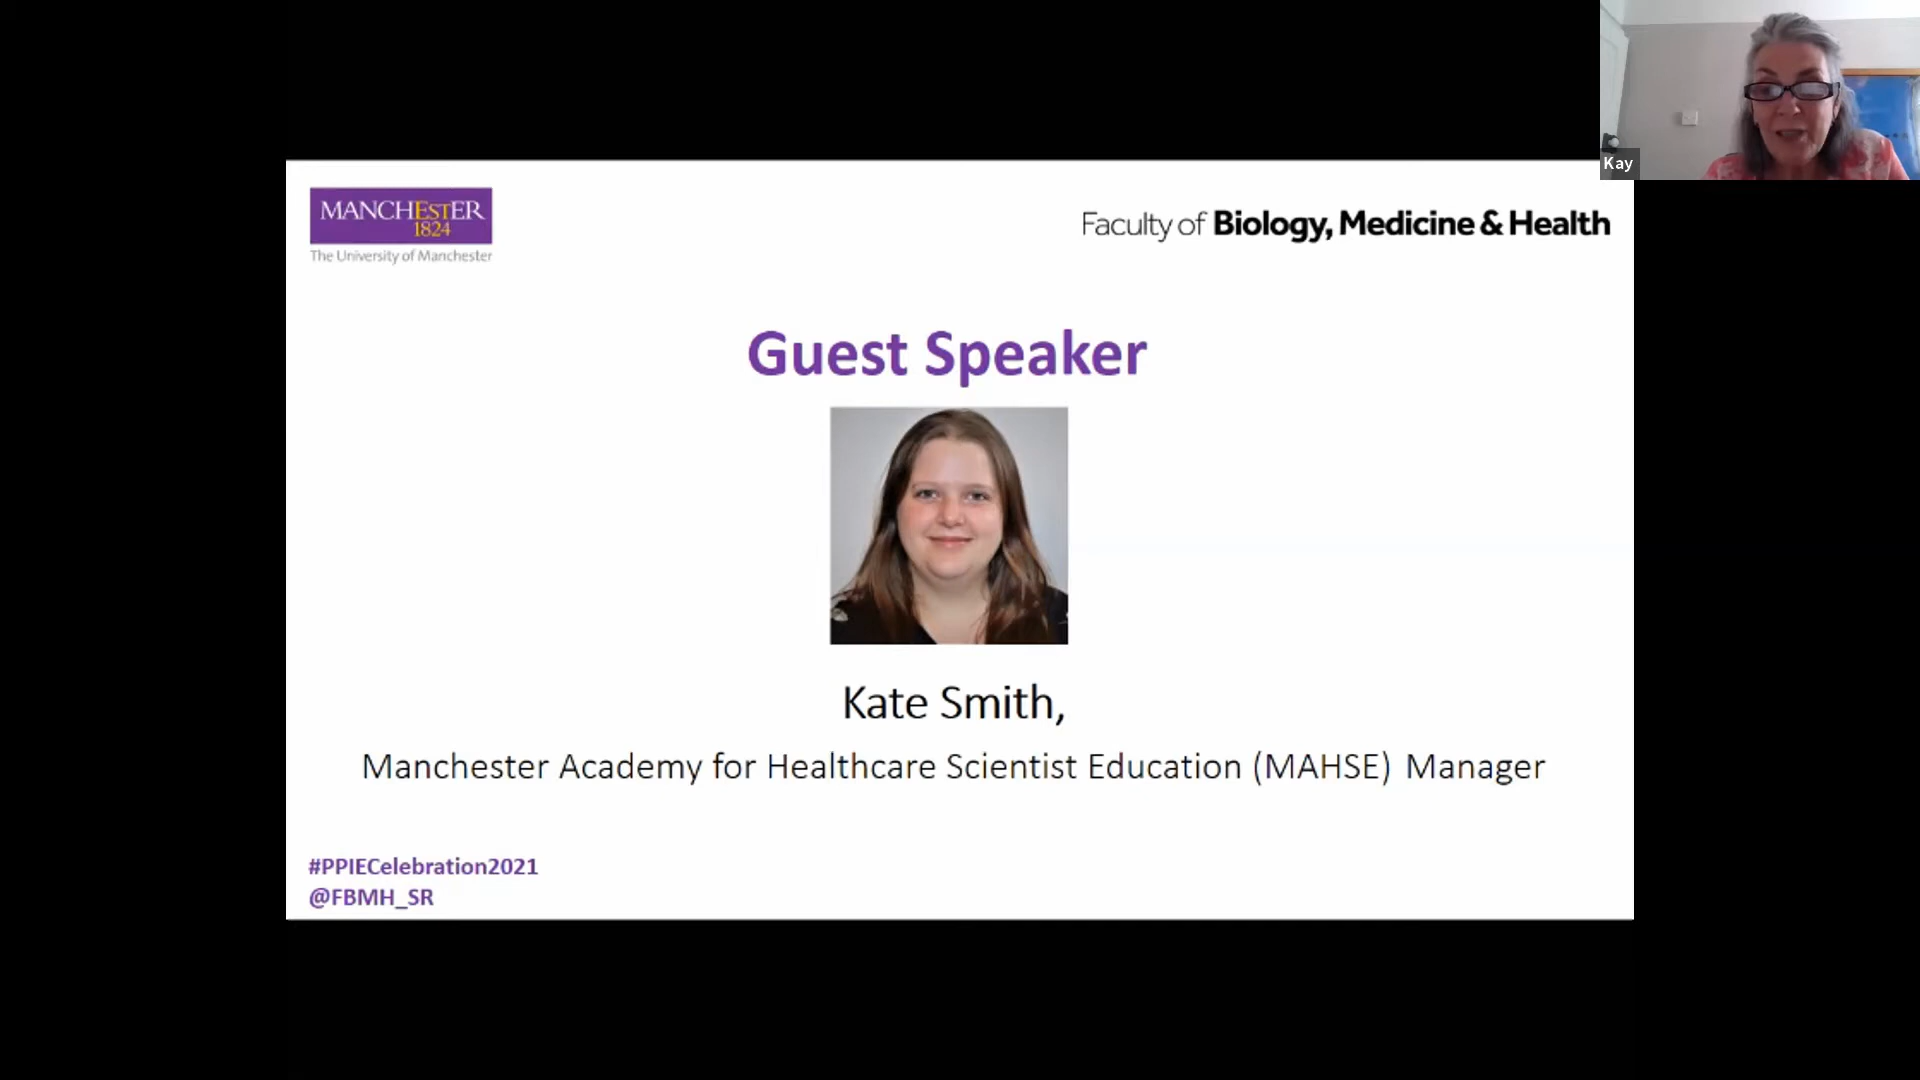 Kay
MANCHESTER
1824
The University of Manchester
Faculty of Biology, Medicine & Health
Guest Speaker
Kate Smith,
Manchester Academy for Healthcare Scientist Education (MAHSE) Manager
#PPIECelebration2021
@FBMH_SR